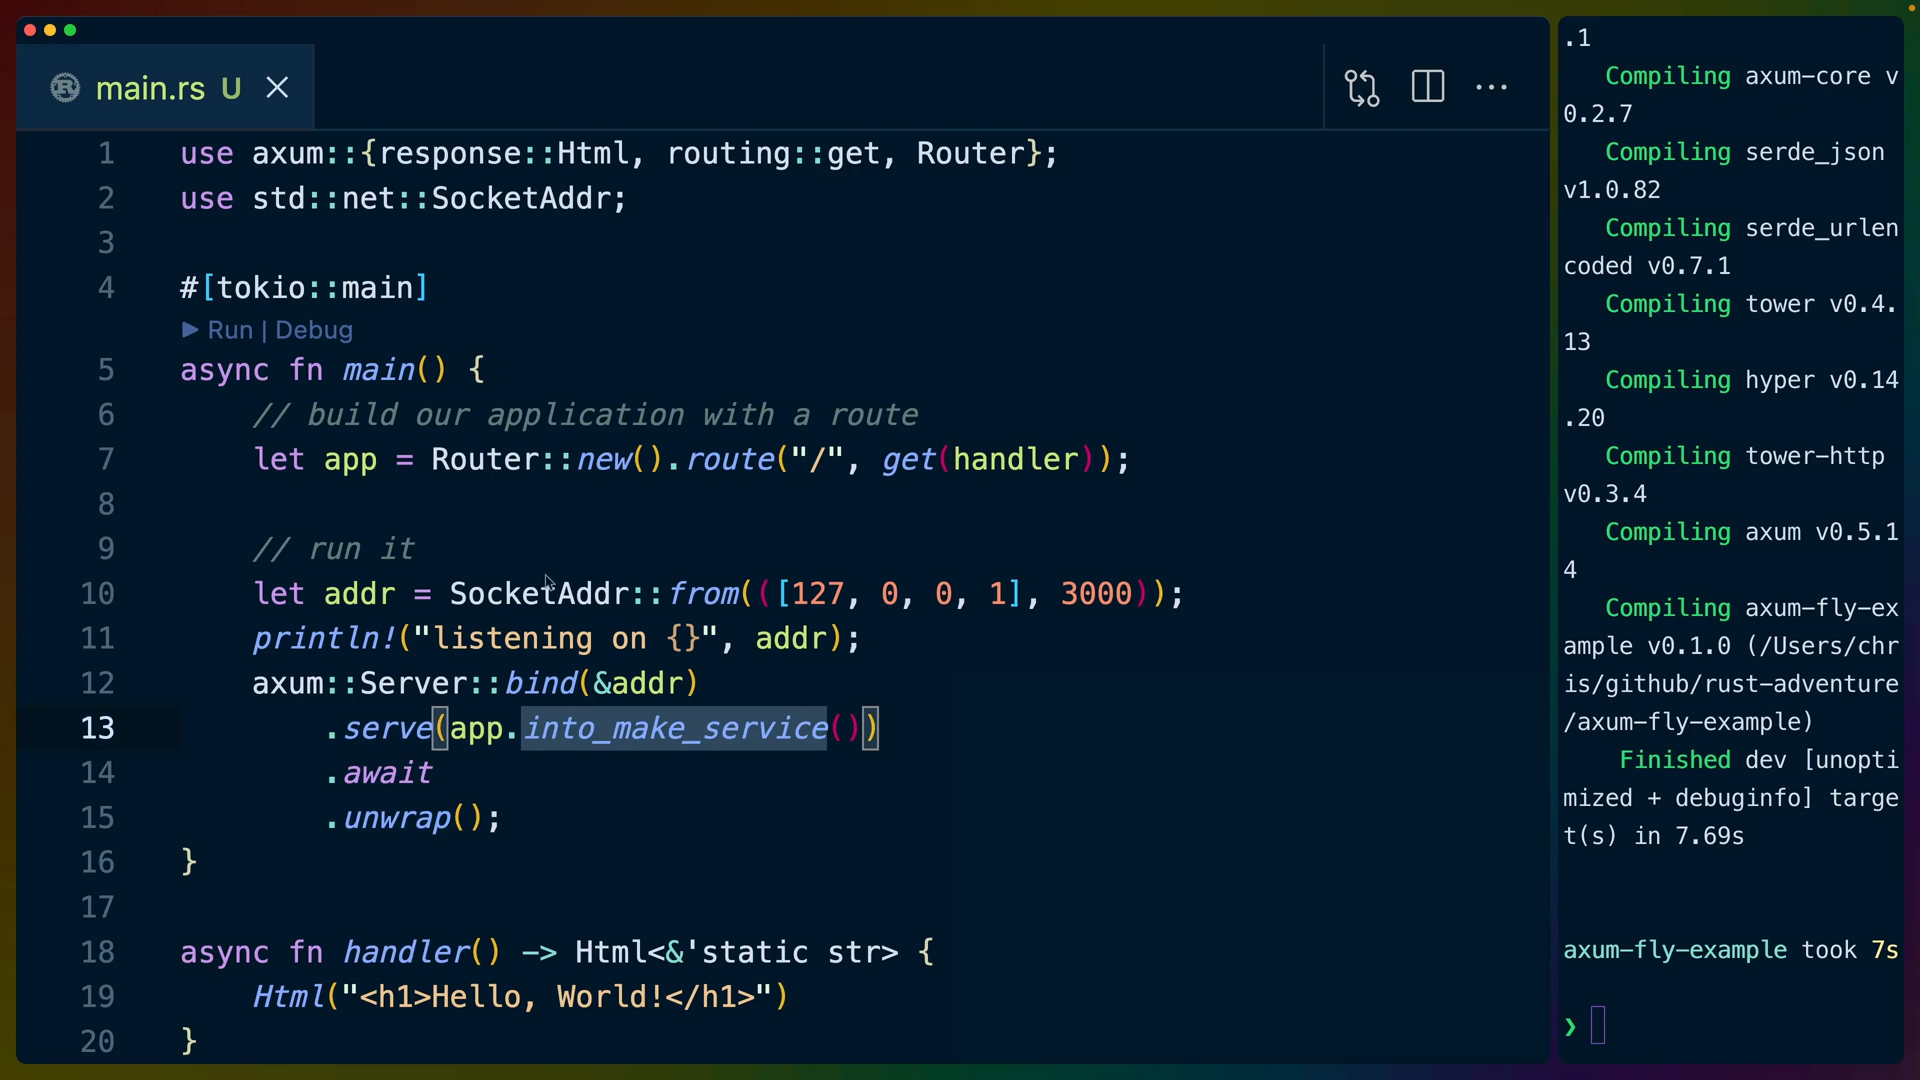 main.rs U
1 use axum::{response::Html, routing::get, Router};
2 use std::net::SocketAddr;
3
4 #[tokio::main]
Run | Debug
5 async fn main() {
6 // build our application with a route
7 let app = Router::new().route("/", get(handler));
8
9 // run it
10 let addr = SocketAddr::from(([127, 0, 0, 1], 3000));
11 println!("listening on {}", addr);
12 axum::Server::bind(&addr)
13 .serve(app.into_make_service())
14 .await
15 .unwrap();
16 }
17
18 async fn handler() -> Html<&'static str> {
19 Html("<h1>Hello, World!</h1>")
20 }
.1
Compiling axum-core v
0.2.7
Compiling serde_json
v1.0.82
Compiling serde_urlen
coded v0.7.1
Compiling tower v0.4.
13
Compiling hyper v0.14
.20
Compiling tower-http
v0.3.4
Compiling axum v0.5.1
4
Compiling axum-fly-ex
ample v0.1.0 (/Users/chr
is/github/rust-adventure
/axum-fly-example)
Finished dev [unopti
mized + debuginfo] targe
t(s) in 7.69s
axum-fly-example took 7s
❯